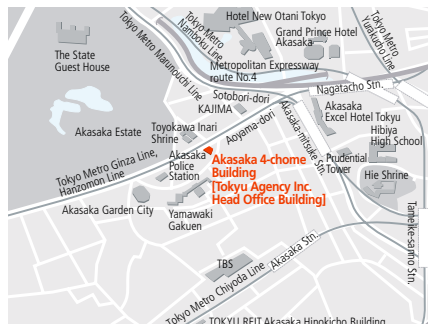 Hotel New Otani Tokyo
Tokyo Metro
Namboku Line
Grand Prince Hotel
Akasaka
Tokyo Metro
Yurakucho Line
The State
Guest House
Tokyo Metro Marunouchi Line
Metropolitan Expressway
route No.4
Nagatacho Stn.
Sotobori-dori
KAJIMA
Akasaka
Excel Hotel Tokyu
Akasaka Estate
Toyokawa Inari
Shrine
Aoyama-dori
Akasaka-mitsuke Stn.
Hibiya
High School
Tokyo Metro Ginza Line,
Hanzomon Line
Akasaka
Police
Station
Akasaka 4-chome
Building
[Tokyu Agency Inc.
Head Office Building]
Prudential
Tower
Hie Shrine
Akasaka Garden City
Yamawaki
Gakuen
Tameike-sanno Stn.
Akasaka Stn.
TBS
Tokyo Metro Chiyoda Line
TOKYU REIT Akasaka Hinokicho Building